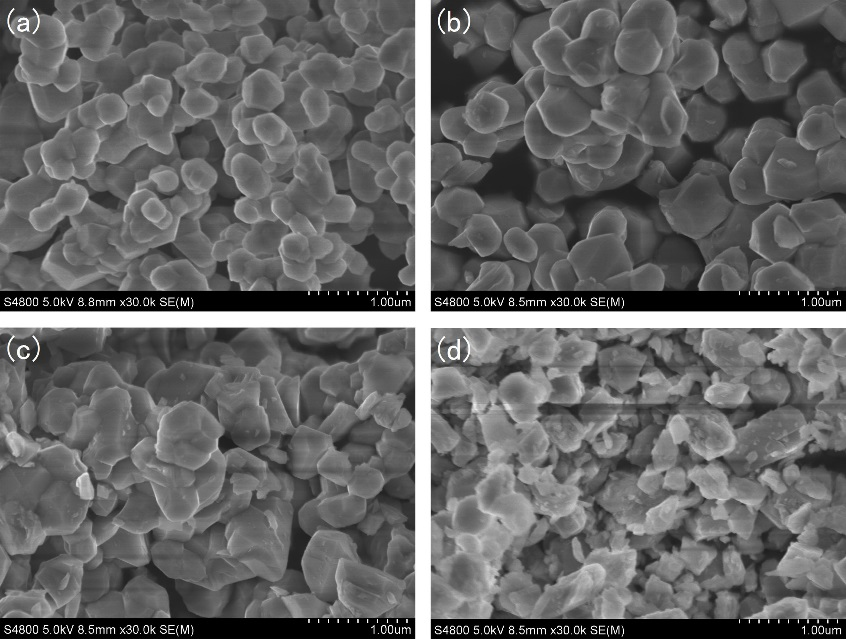 (a)
(b)
S4800 5.0kV 8.8mm x30.0k SE(M) 1.00um
S4800 5.0kV 8.5mm x30.0k SE(M) 1.00um
(c)
(d)
S4800 5.0kV 8.5mm x30.0k SE(M) 1.00um
S4800 5.0kV 8.5mm x30.0k SE(M) 1.00um